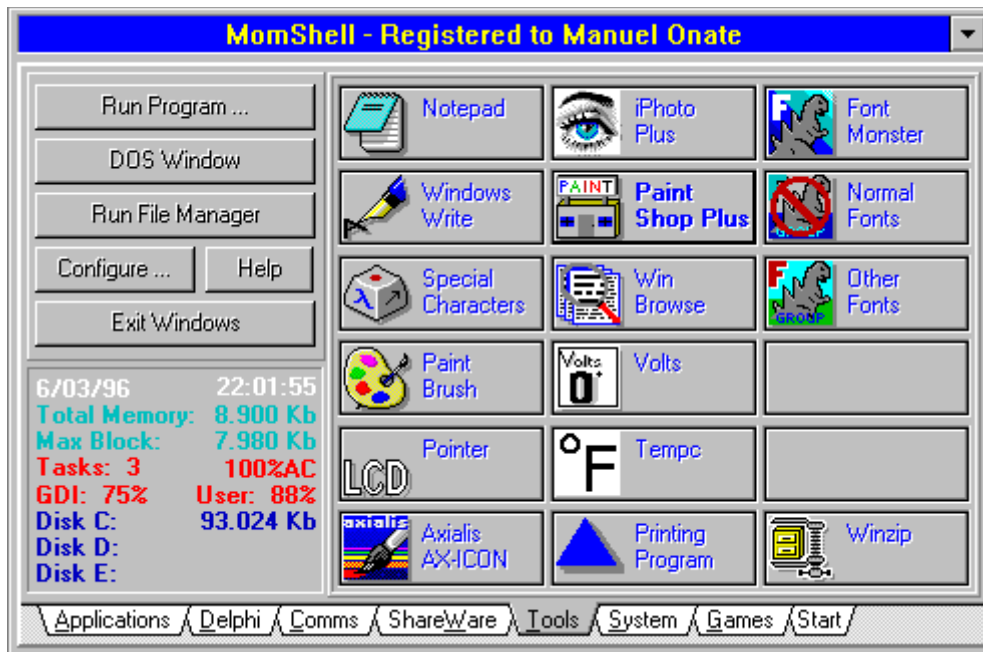 MomShell - Registered to Manuel Onate
Run Program ...
DOS Window
Run File Manager
Configure ...
Help
Exit Windows
6/03/96 22:01:55
Total Memory: 8.900 Kb
Max Block: 7.980 Kb
Tasks: 3 100%AC
GDI: 75% User: 88%
Disk C: 93.024 Kb
Disk D:
Disk E:
Notepad
iPhoto
Plus
F
Font
Monster
Windows
Write
PAINT
Paint
Shop Plus
GROUP
Normal
Fonts
λ
Special
Characters
Win
Browse
F
GROUP
Other
Fonts
Paint
Brush
Volts
0
Volts
LCD
Pointer
°F
Tempc
axialis
Axialis
AX-ICON
Printing
Program
Winzip
Applications
Delphi
Comms
ShareWare
Tools
System
Games
Start